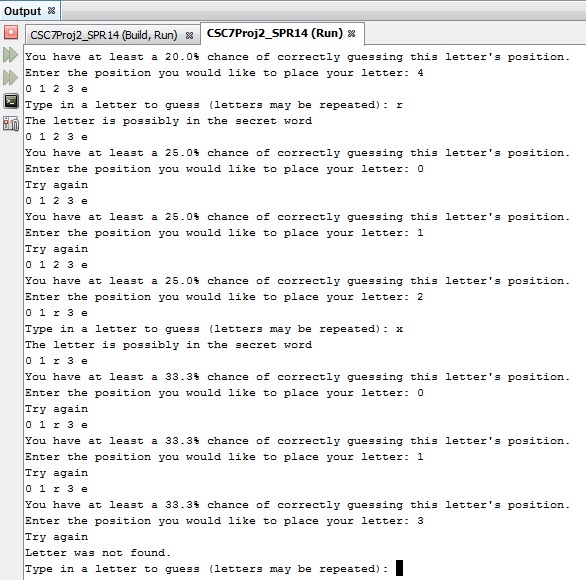 Output
CSC7Proj2_SPR14 (Build, Run) CSC7Proj2_SPR14 (Run)
You have at least a 20.0% chance of correctly guessing this letter's position.
Enter the position you would like to place your letter: 4
0 1 2 3 e
Type in a letter to guess (letters may be repeated): r
The letter is possibly in the secret word
0 1 2 3 e
You have at least a 25.0% chance of correctly guessing this letter's position.
Enter the position you would like to place your letter: 0
Try again
0 1 2 3 e
You have at least a 25.0% chance of correctly guessing this letter's position.
Enter the position you would like to place your letter: 1
Try again
0 1 2 3 e
You have at least a 25.0% chance of correctly guessing this letter's position.
Enter the position you would like to place your letter: 2
0 1 r 3 e
Type in a letter to guess (letters may be repeated): x
The letter is possibly in the secret word
0 1 r 3 e
You have at least a 33.3% chance of correctly guessing this letter's position.
Enter the position you would like to place your letter: 0
Try again
0 1 r 3 e
You have at least a 33.3% chance of correctly guessing this letter's position.
Enter the position you would like to place your letter: 1
Try again
0 1 r 3 e
You have at least a 33.3% chance of correctly guessing this letter's position.
Enter the position you would like to place your letter: 3
Try again
Letter was not found.
Type in a letter to guess (letters may be repeated):